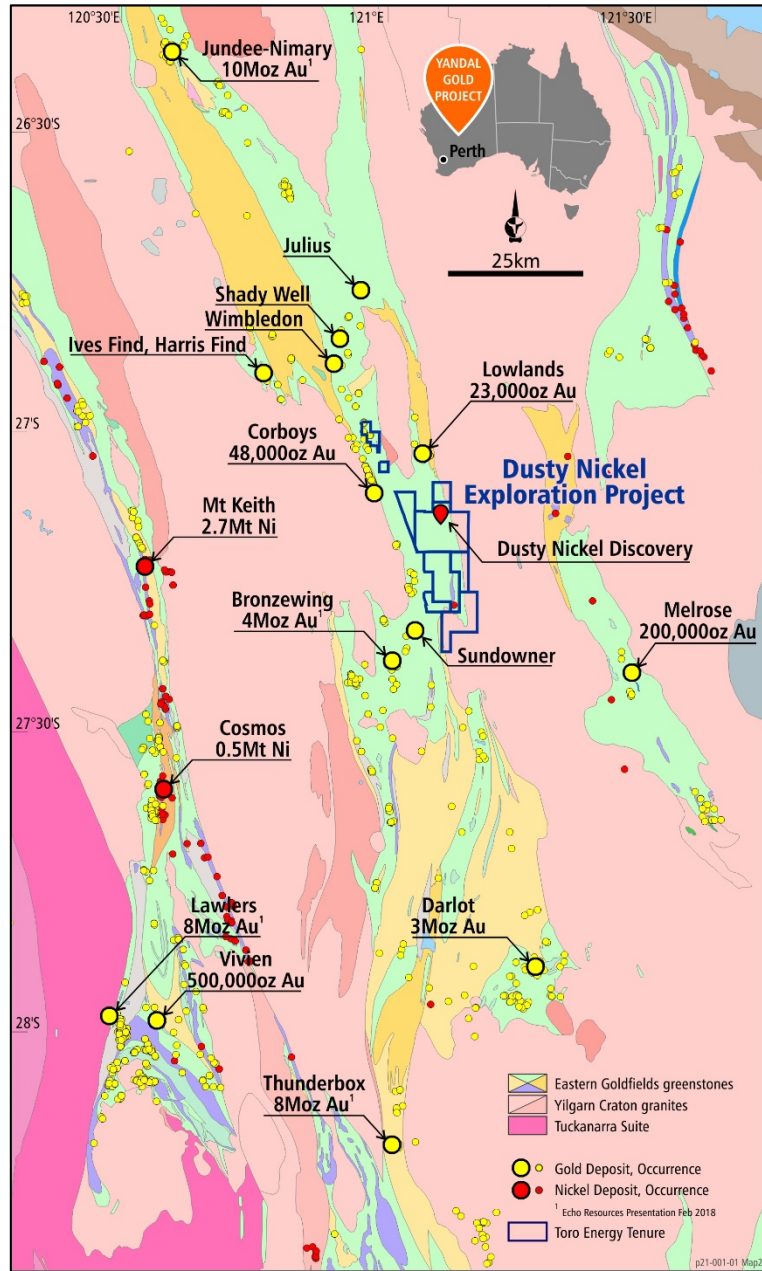 120°30'E
121°E
121°30'E
Jundee-Nimary
10Moz Au¹
YANDAL
GOLD
PROJECT
26°30'S
Perth
25km
Julius
Shady Well
Wimbledon
Ives Find, Harris Find
Lowlands
23,000oz Au
27°S
Corboys
48,000oz Au
Dusty Nickel
Exploration Project
Mt Keith
2.7Mt Ni
Dusty Nickel Discovery
Bronzewing
4Moz Au¹
Melrose
200,000oz Au
Sundowner
27°30'S
Cosmos
0.5Mt Ni
Lawlers
8Moz Au¹
Darlot
3Moz Au
Vivien
500,000oz Au
28°S
Thunderbox
8Moz Au¹
Eastern Goldfields greenstones
Yilgarn Craton granites
Tuckanarra Suite
Gold Deposit, Occurrence
Nickel Deposit, Occurrence
¹ Echo Resources Presentation Feb 2018
Toro Energy Tenure
p21-001-01 Map2